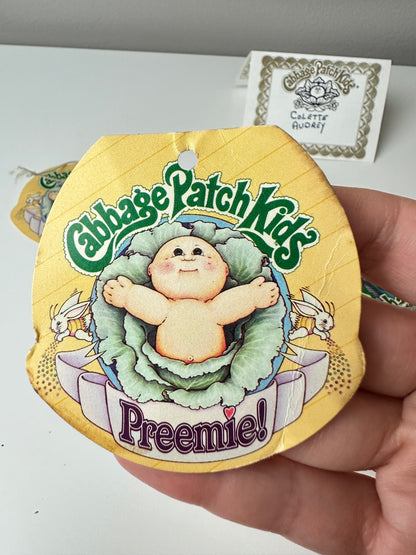 Cabbage Patch Kids
COLETTE
AUDREY
Cabbage Patch Kids
Preemie!